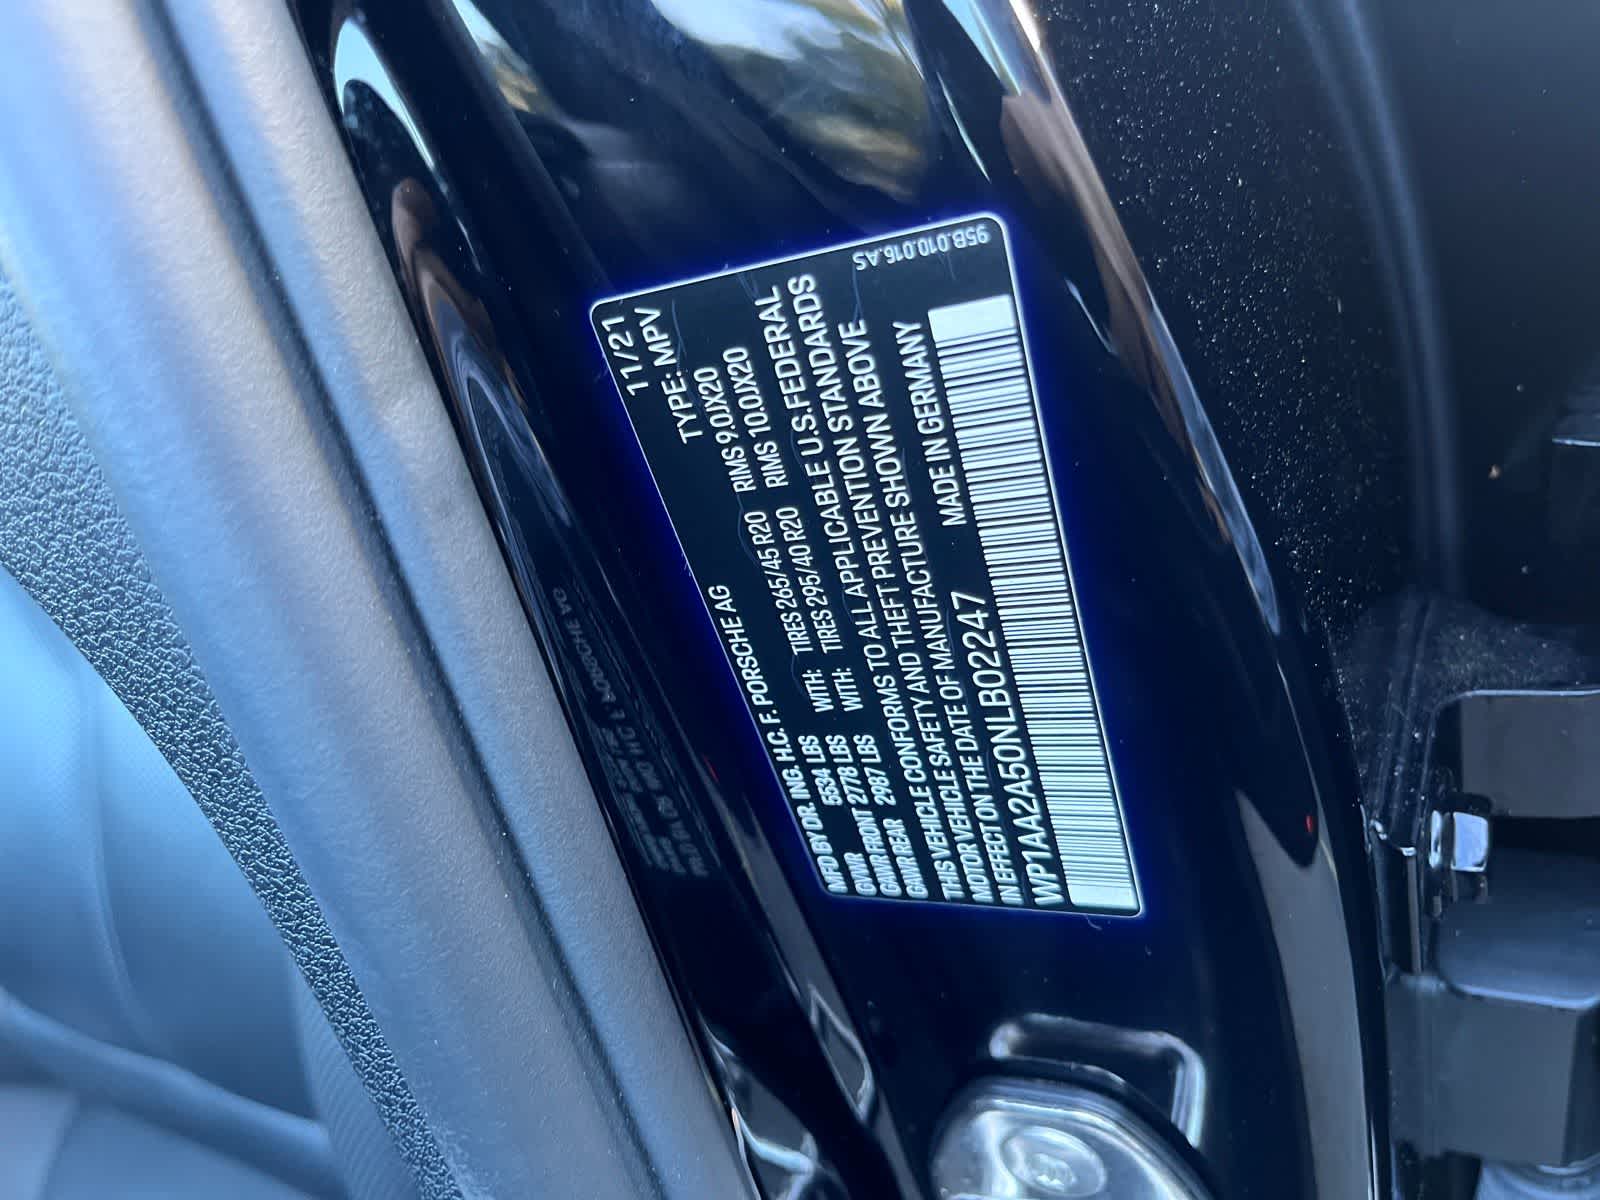 11/21
MFD BY DR. ING. H.C. F. PORSCHE AG TYPE: MPV
GVWR 5534 LBS WITH: TIRES 265/45 R20 RIMS 9.0JX20
GAWR FRONT 2778 LBS WITH: TIRES 295/40 R20 RIMS 10.0JX20
GAWR REAR 2987 LBS
THIS VEHICLE CONFORMS TO ALL APPLICABLE U.S.FEDERAL
MOTOR VEHICLE SAFETY AND THEFT PREVENTION STANDARDS
IN EFFECT ON THE DATE OF MANUFACTURE SHOWN ABOVE
WP1AA2A50NLB02247 MADE IN GERMANY
95B.010.016.AS